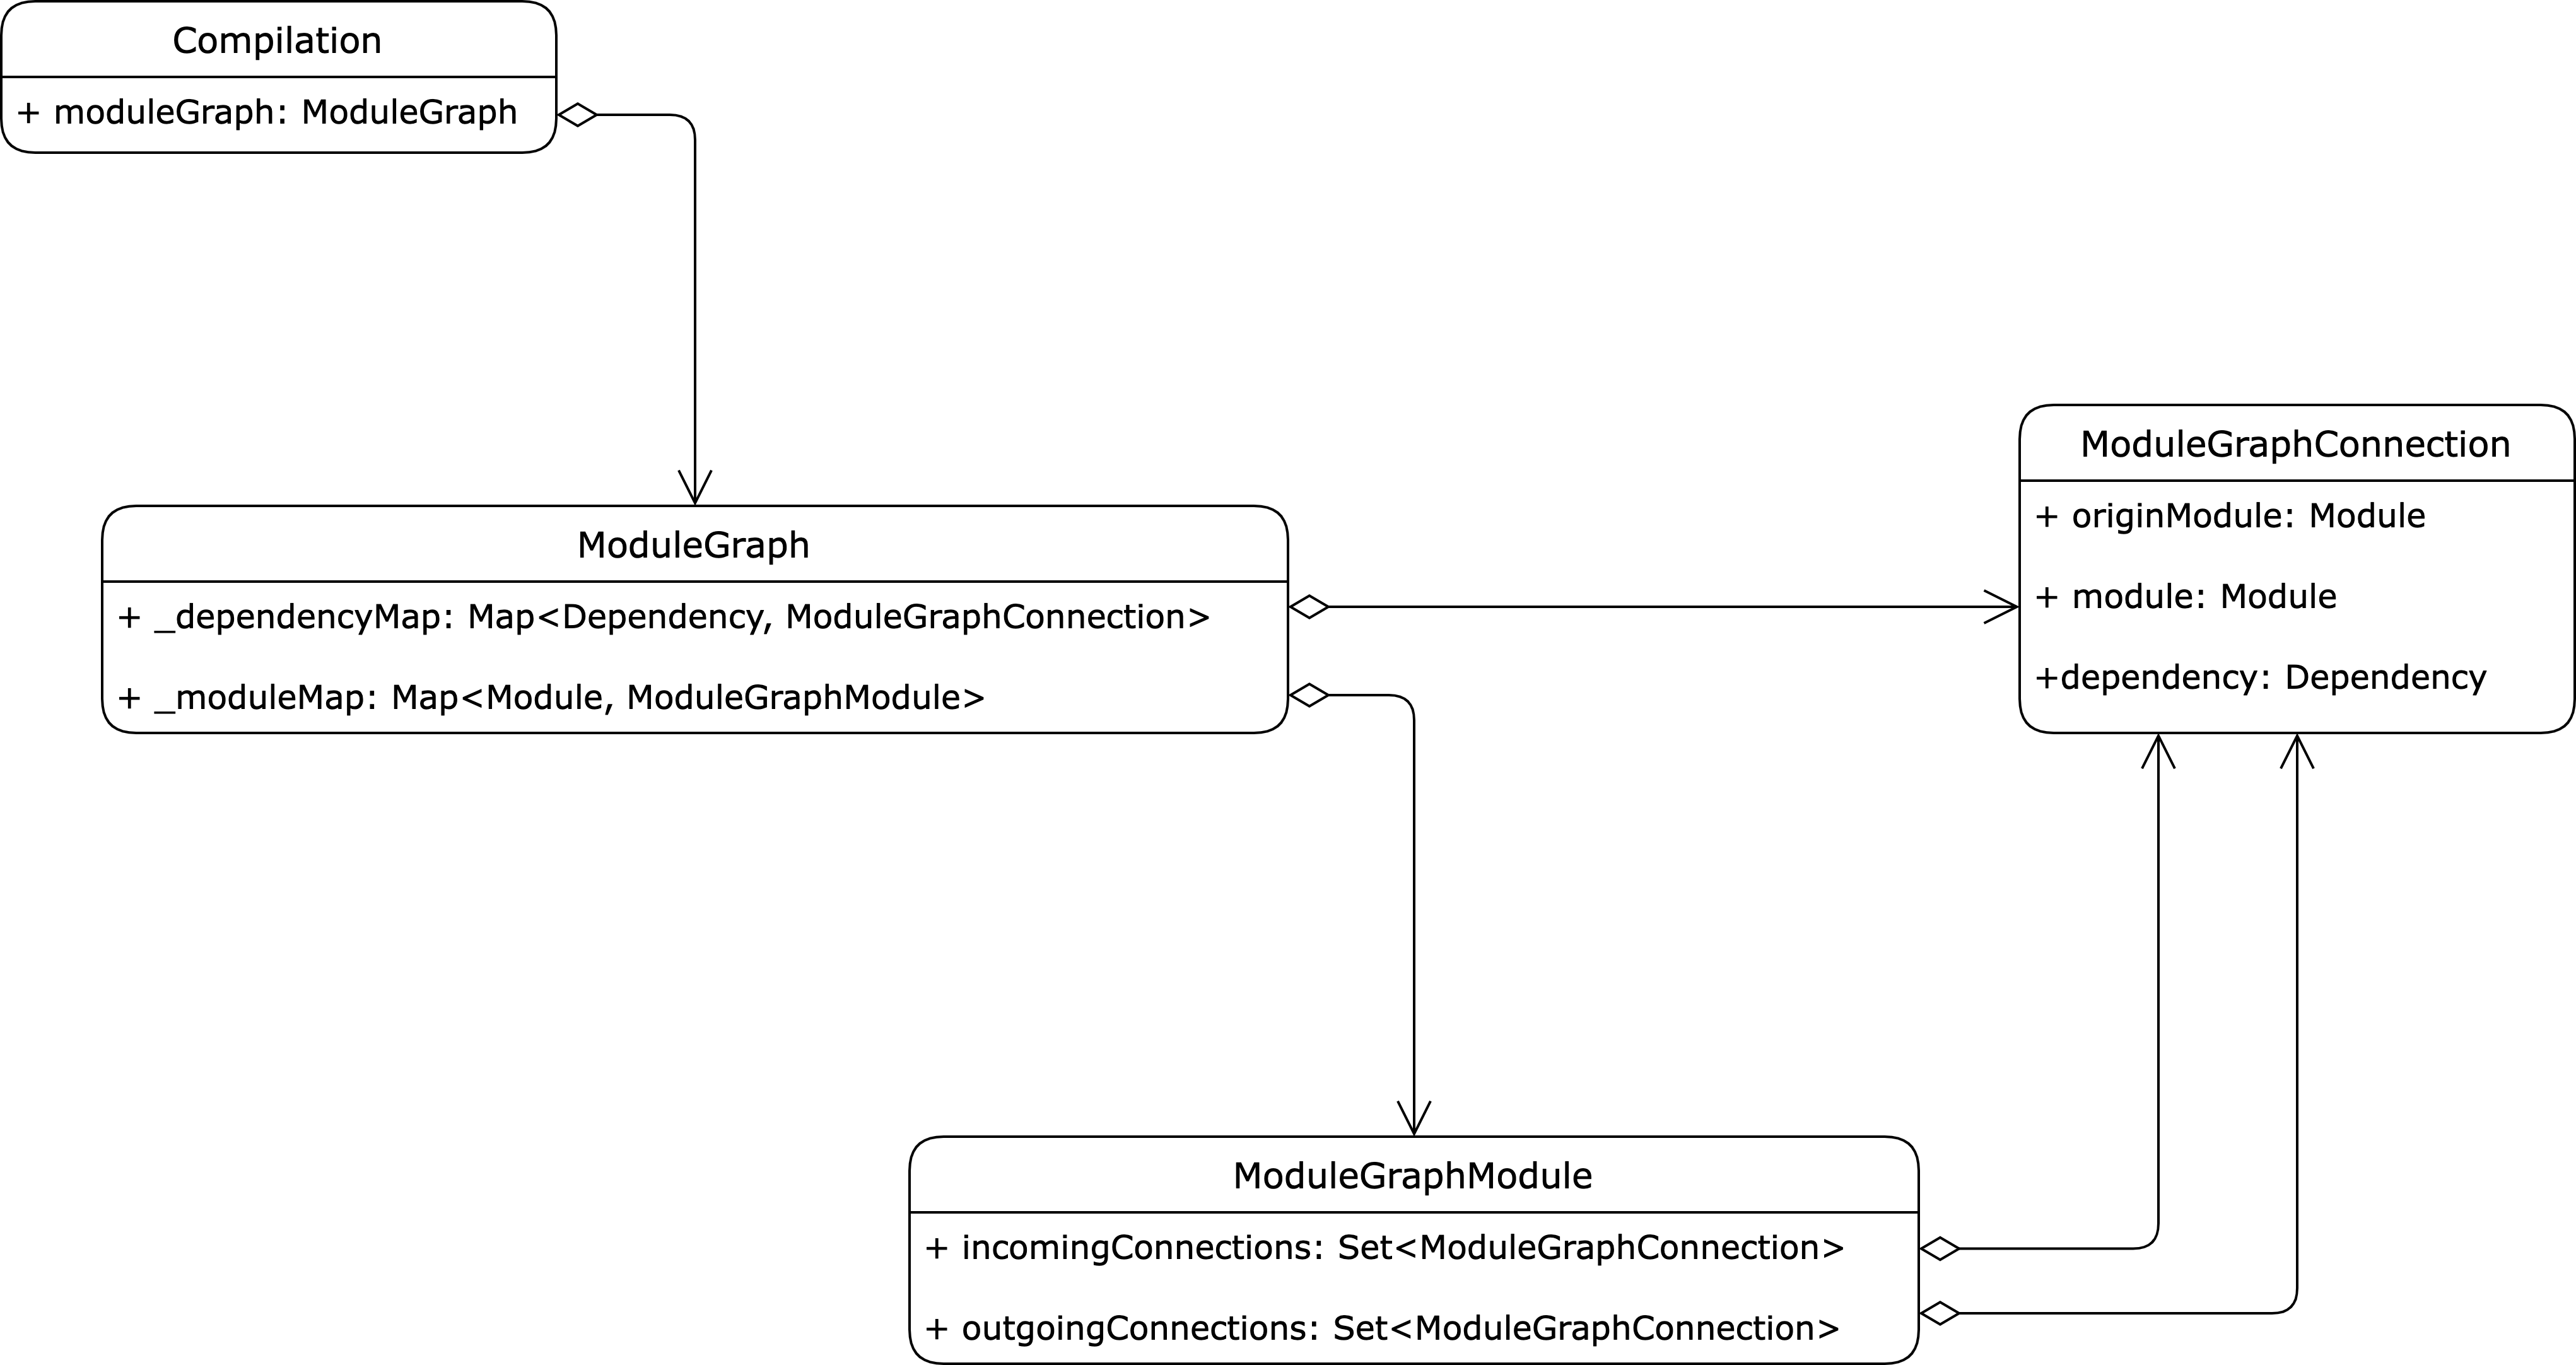 Compilation
+ moduleGraph: ModuleGraph
ModuleGraph
+ _dependencyMap: Map<Dependency, ModuleGraphConnection>
+ _moduleMap: Map<Module, ModuleGraphModule>
ModuleGraphConnection
+ originModule: Module
+ module: Module
+dependency: Dependency
ModuleGraphModule
+ incomingConnections: Set<ModuleGraphConnection>
+ outgoingConnections: Set<ModuleGraphConnection>